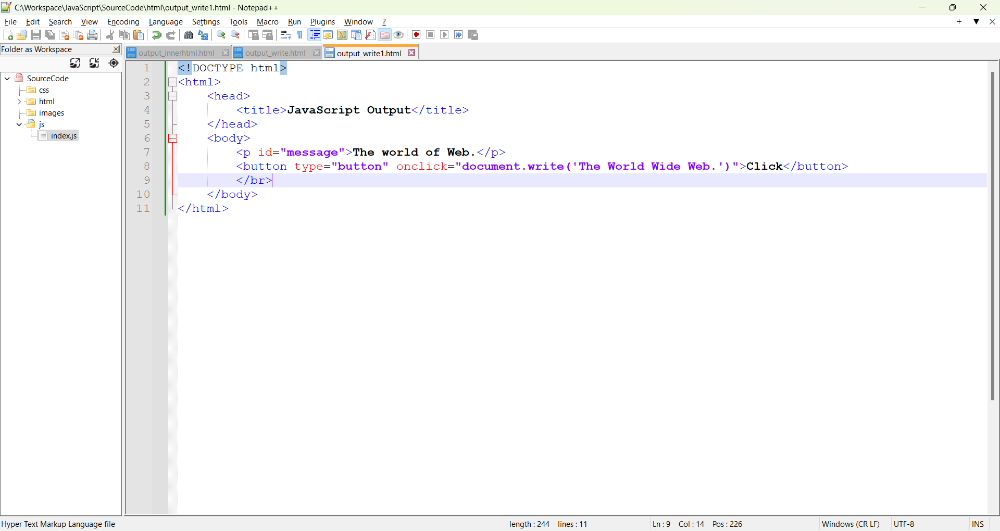 C:\Workspace\JavaScript\SourceCode\html\output_write1.html - Notepad++
File Edit Search View Encoding Language Settings Tools Macro Run Plugins Window ?
Folder as Workspace
output_innerhtml.html output_write.html output_write1.html
SourceCode
css
html
images
js
index.js
1 <!DOCTYPE html>
2 <html>
3 <head>
4 <title>JavaScript Output</title>
5 </head>
6 <body>
7 <p id="message">The world of Web.</p>
8 <button type="button" onclick="document.write('The World Wide Web.')">Click</button>
9 </br>
10 </body>
11 </html>
Hyper Text Markup Language file length : 244 lines : 11 Ln : 9 Col : 14 Pos : 226 Windows (CR LF) UTF-8 INS